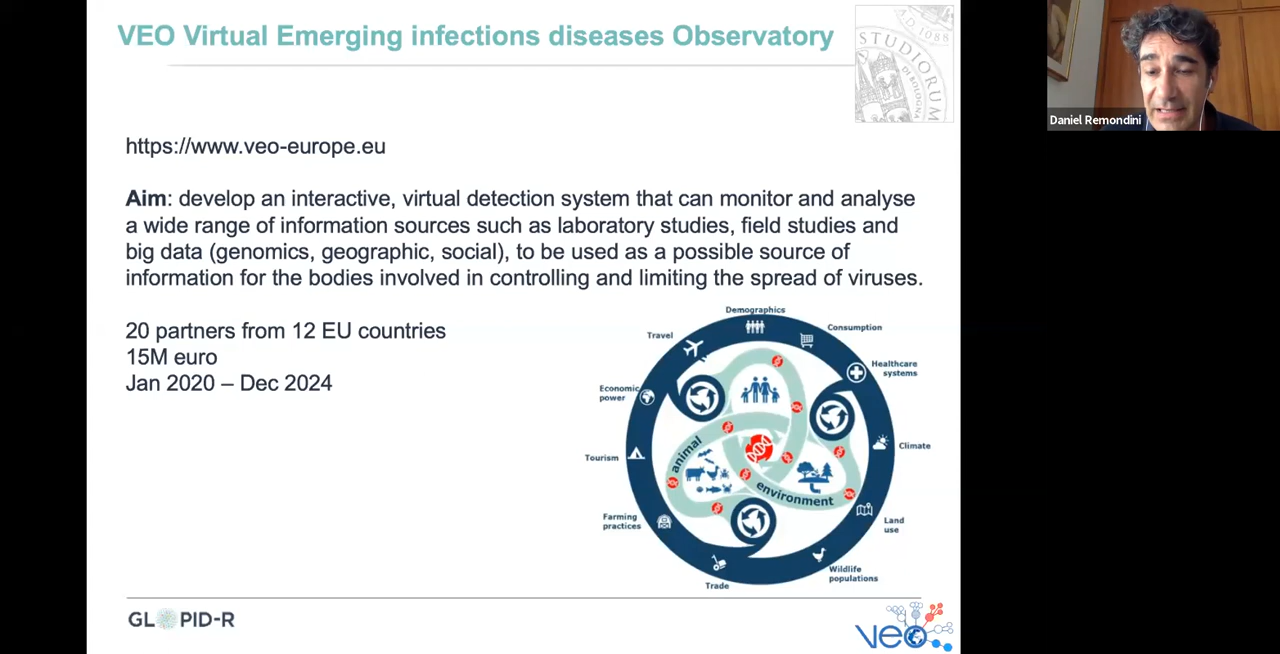 VEO Virtual Emerging infections diseases Observatory
A.D. 1088
STUDIORUM
DI BOLOGNA
Daniel Remondini
https://www.veo-europe.eu
Aim: develop an interactive, virtual detection system that can monitor and analyse
a wide range of information sources such as laboratory studies, field studies and
big data (genomics, geographic, social), to be used as a possible source of
information for the bodies involved in controlling and limiting the spread of viruses.
20 partners from 12 EU countries
15M euro
Jan 2020 – Dec 2024
Demographics
Travel
Consumption
Healthcare
systems
Economic
power
Climate
animal
Tourism
environment
Farming
practices
Land
use
Wildlife
populations
Trade
GLOPID-R
veo